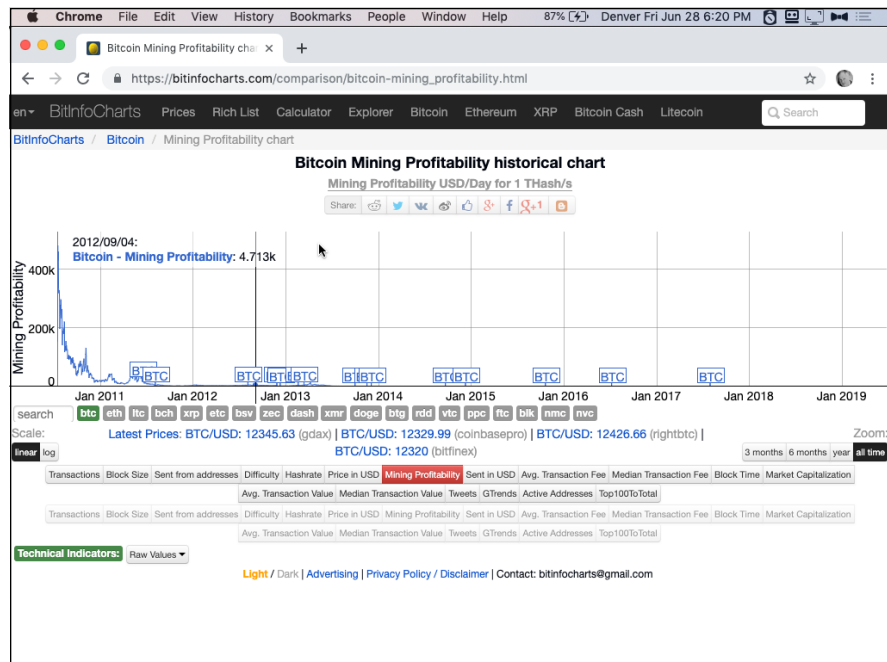 Chrome File Edit View History Bookmarks People Window Help 87% Denver Fri Jun 28 6:20 PM
Bitcoin Mining Profitability cha
https://bitinfocharts.com/comparison/bitcoin-mining_profitability.html
en BitInfoCharts Prices Rich List Calculator Explorer Bitcoin Ethereum XRP Bitcoin Cash Litecoin Search
BitInfoCharts / Bitcoin / Mining Profitability chart
Bitcoin Mining Profitability historical chart
Mining Profitability USD/Day for 1 THash/s
Share: g+1
2012/09/04:
Bitcoin - Mining Profitability: 4.713k
Mining Profitability
400k
200k
0
BTC BTC BTC BTC BTC BTC BTC BTC BTC BTC
Jan 2011 Jan 2012 Jan 2013 Jan 2014 Jan 2015 Jan 2016 Jan 2017 Jan 2018 Jan 2019
search btc eth ltc bch xrp etc bsv zec dash xmr doge btg rdd vtc ppc ftc blk nmc nvc
Scale: Latest Prices: BTC/USD: 12345.63 (gdax) | BTC/USD: 12329.99 (coinbasepro) | BTC/USD: 12426.66 (rightbtc) | Zoom:
linear log BTC/USD: 12320 (bitfinex) 3 months 6 months year all time
Transactions Block Size Sent from addresses Difficulty Hashrate Price in USD Mining Profitability Sent in USD Avg. Transaction Fee Median Transaction Fee Block Time Market Capitalization
Avg. Transaction Value Median Transaction Value Tweets GTrends Active Addresses Top100ToTotal
Transactions Block Size Sent from addresses Difficulty Hashrate Price in USD Mining Profitability Sent in USD Avg. Transaction Fee Median Transaction Fee Block Time Market Capitalization
Avg. Transaction Value Median Transaction Value Tweets GTrends Active Addresses Top100ToTotal
Technical Indicators: Raw Values
Light / Dark | Advertising | Privacy Policy / Disclaimer | Contact: bitinfocharts@gmail.com